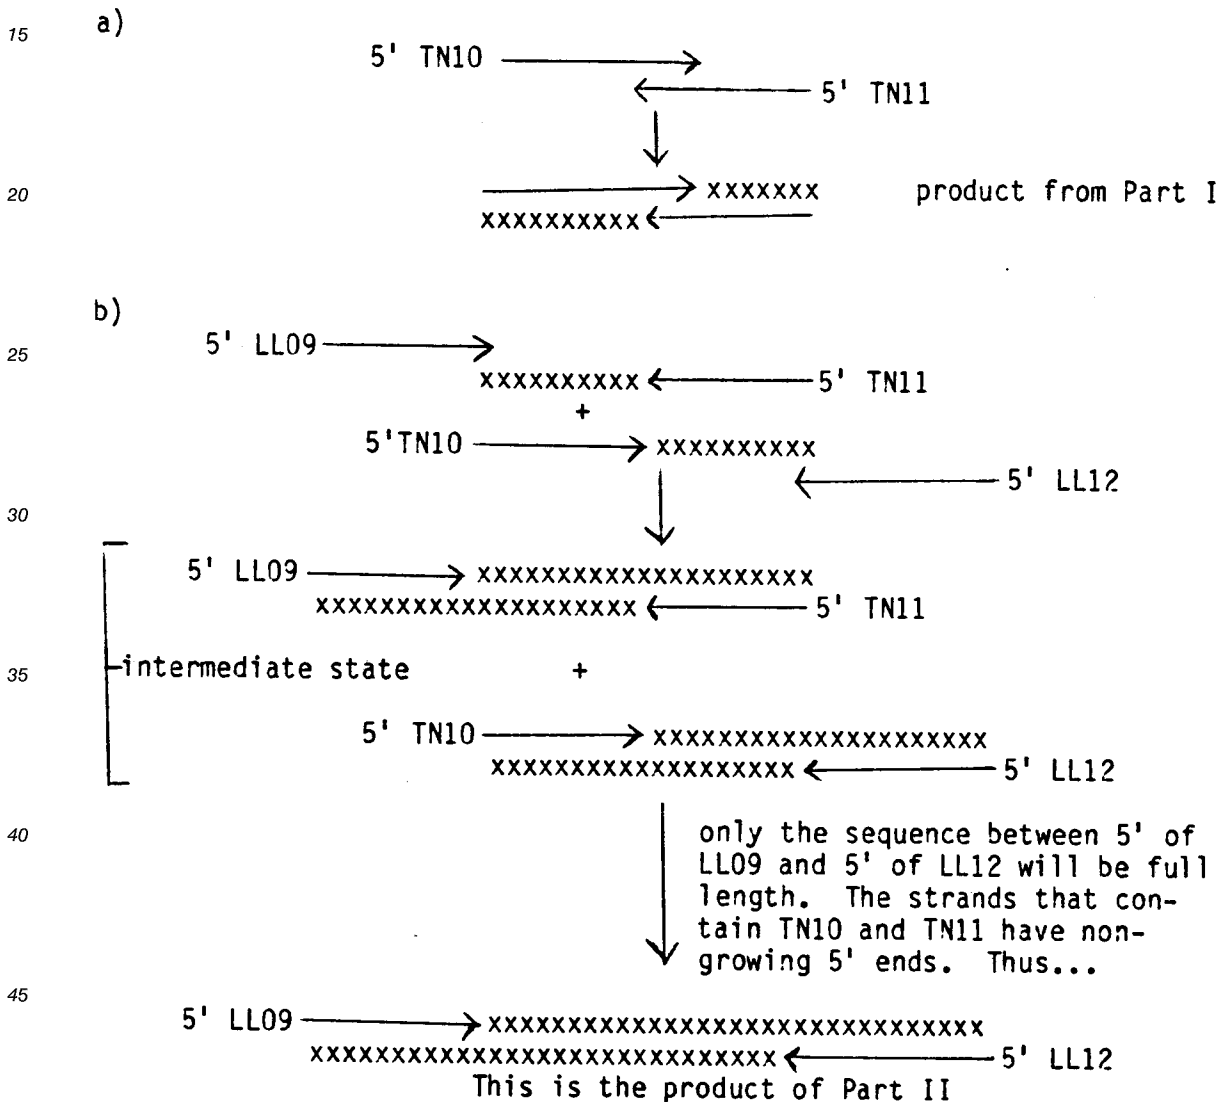 15
a)
5' TN10
5' TN11
20
xxxxxxx
product from Part I
xxxxxxxxxx
b)
25
5' LL09
xxxxxxxxxx
5' TN11
+
5'TN10
xxxxxxxxxx
5' LL12
30
5' LL09
xxxxxxxxxxxxxxxxxxxxx
xxxxxxxxxxxxxxxxxxxx
5' TN11
35
intermediate state
+
5' TN10
xxxxxxxxxxxxxxxxxxxxx
xxxxxxxxxxxxxxxxxxx
5' LL12
40
only the sequence between 5' of
LL09 and 5' of LL12 will be full
length. The strands that con-
tain TN10 and TN11 have non-
growing 5' ends. Thus...
45
5' LL09
xxxxxxxxxxxxxxxxxxxxxxxxxxxxxxx
xxxxxxxxxxxxxxxxxxxxxxxxxxxxx
5' LL12
This is the product of Part II